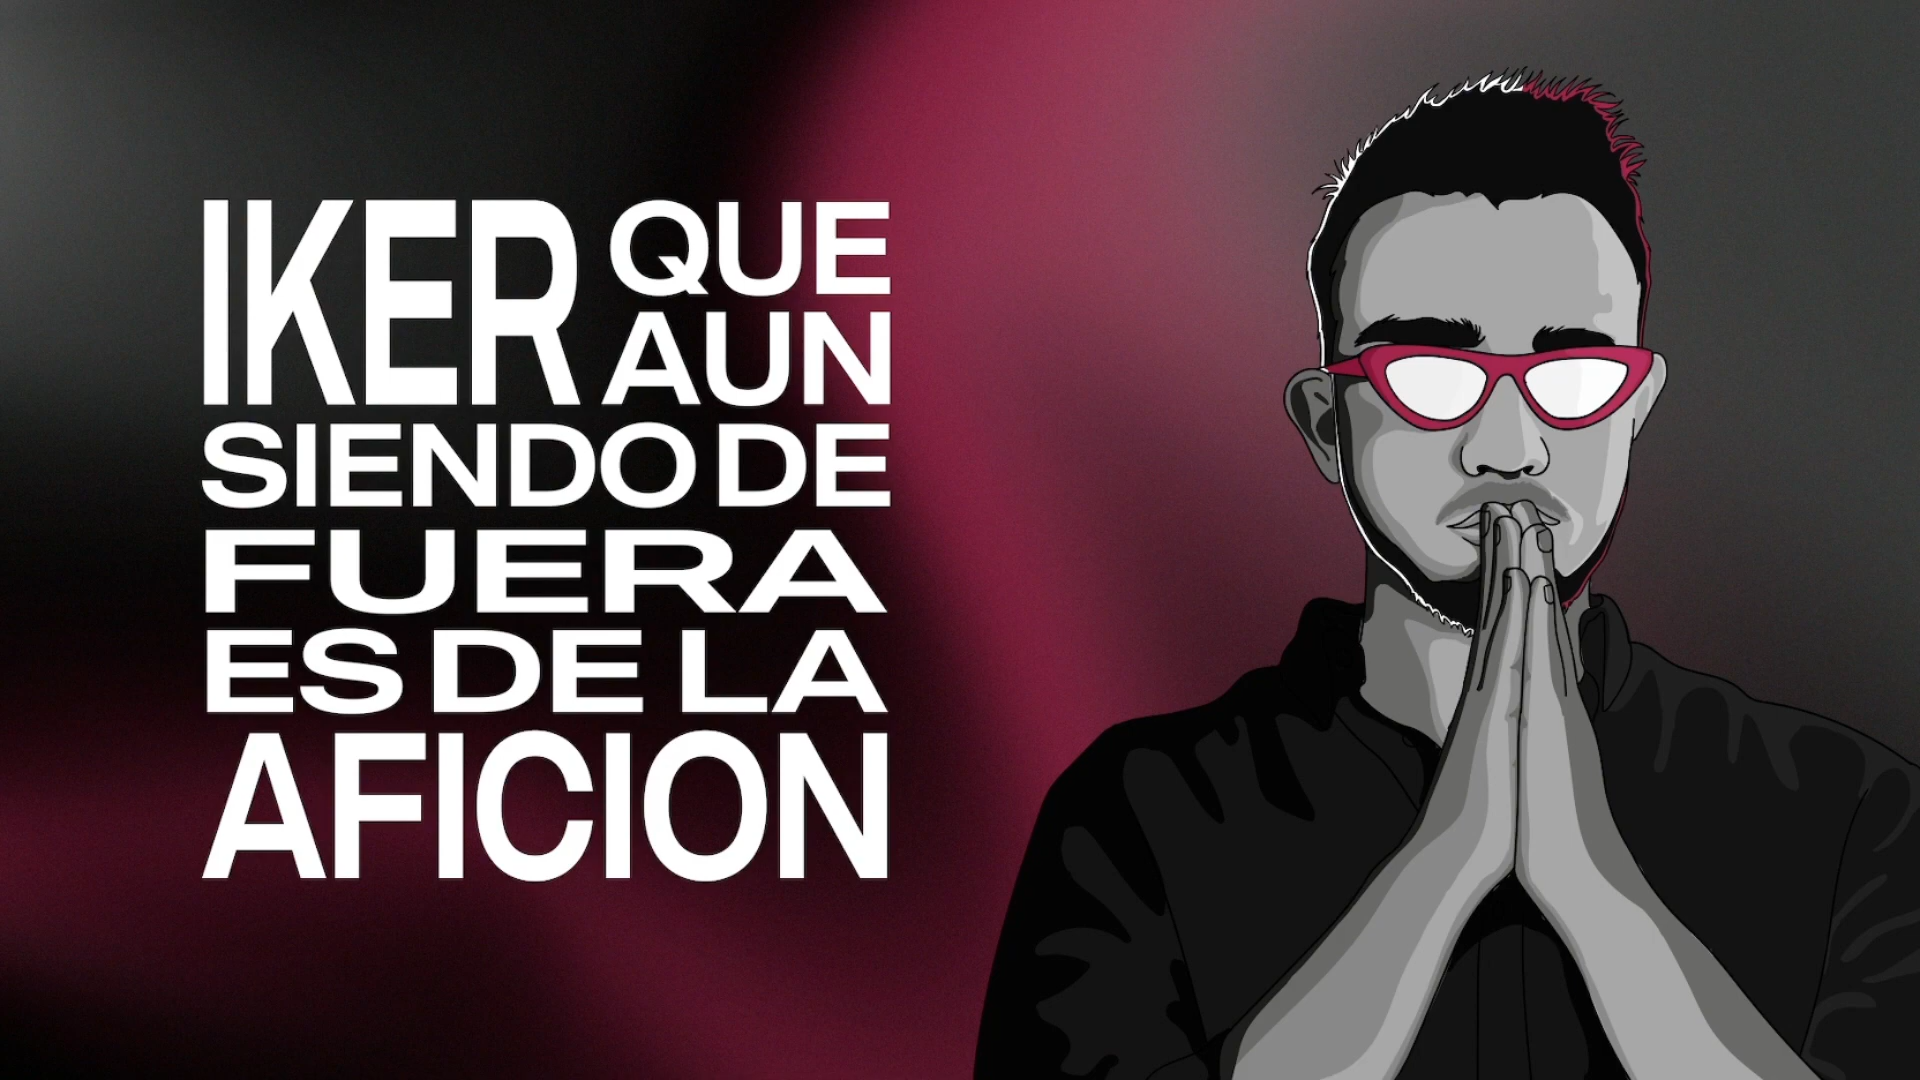 IKER QUE
AUN
SIENDO DE
FUERA
ES DE LA
AFICION